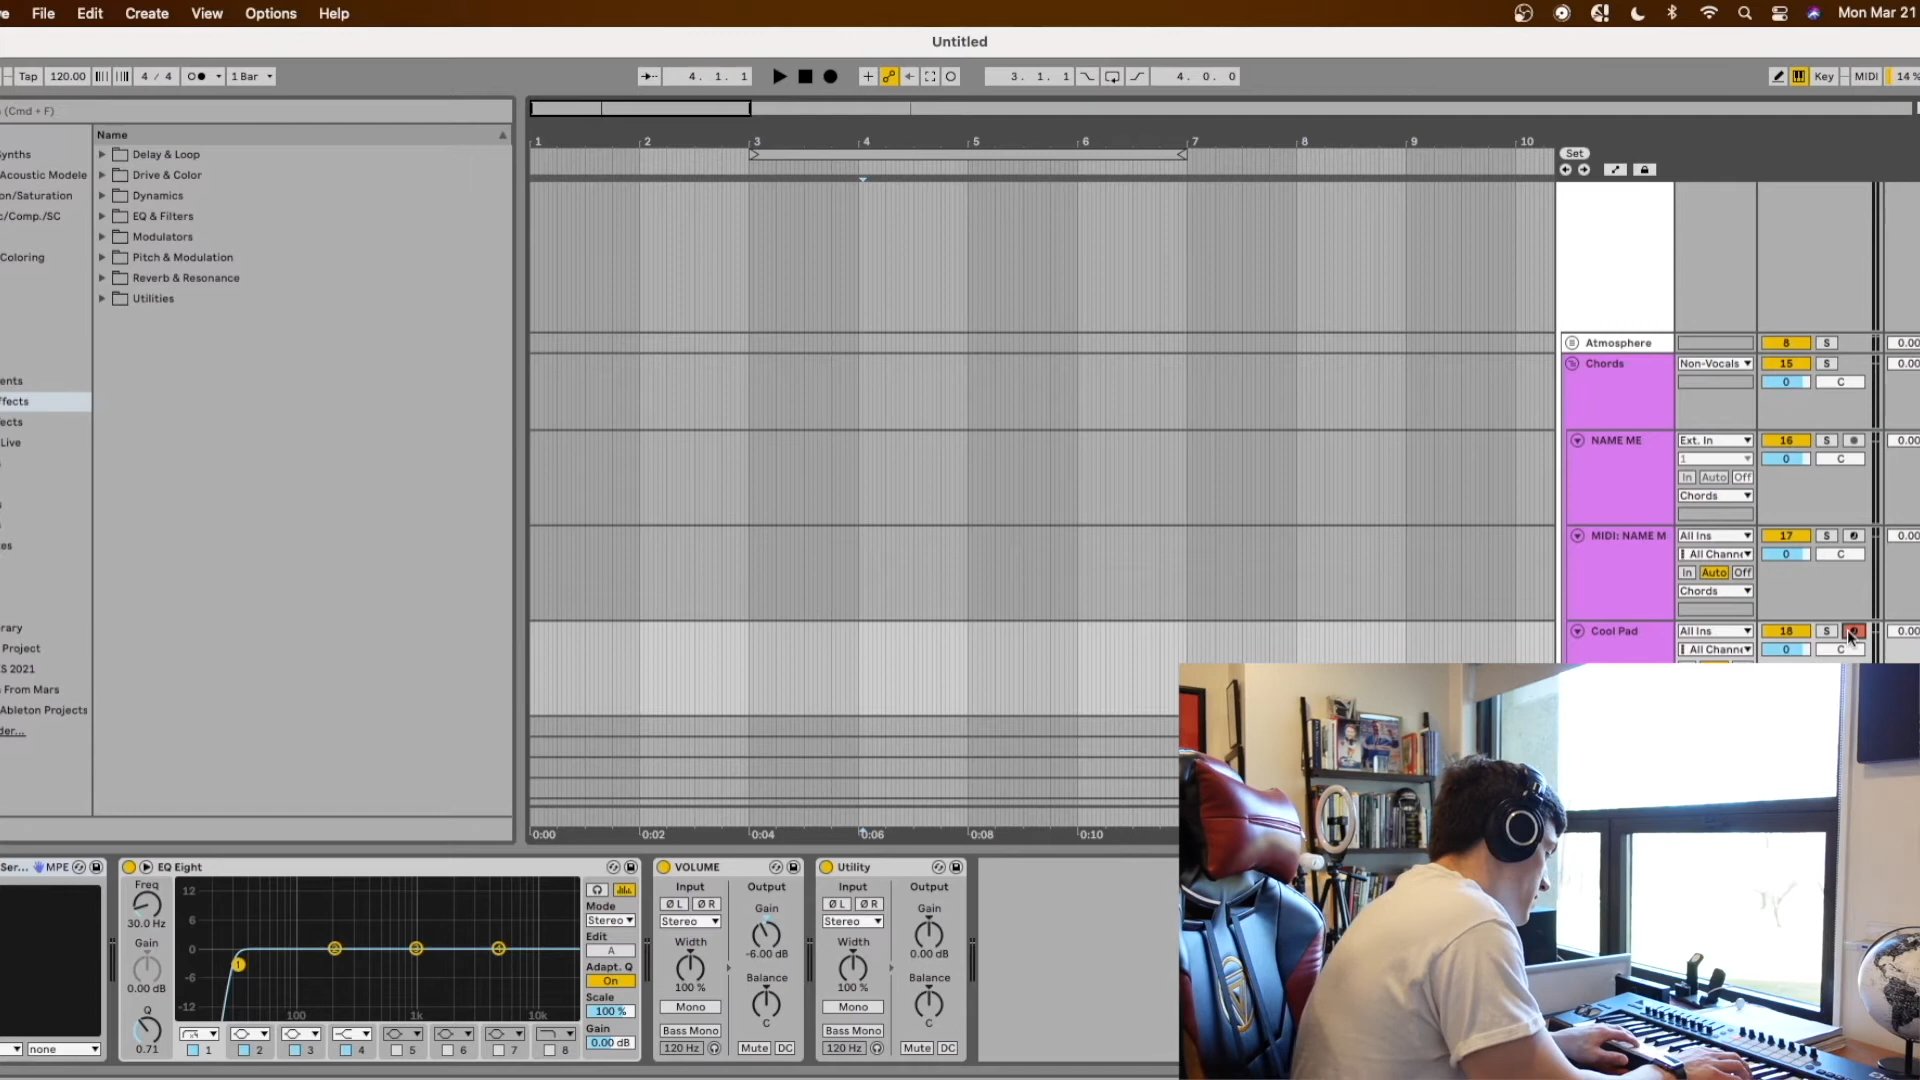 File Edit Create View Options Help Mon Mar 21
Untitled
Tap 120.00 4 / 4 1 Bar 4. 1. 1 3. 1. 1 4. 0. 0 Key MIDI 14 %
(Cmd + F)
Name
Delay & Loop
Drive & Color
Dynamics
EQ & Filters
Modulators
Pitch & Modulation
Reverb & Resonance
Utilities
ynths
Acoustic Modele
on/Saturation
c/Comp./SC
Coloring
ents
ffects
ects
Live
tes
rary
Project
S 2021
From Mars
Ableton Projects
der...
1 2 3 4 5 6 7 8 9 10
Set
Atmosphere 8 S 0.00
Chords Non-Vocals 15 S 0.00
0 C
NAME ME Ext. In 16 S 0.00
1 0 C
In Auto Off
Chords
MIDI: NAME M All Ins 17 S 0.00
All Channe 0 C
In Auto Off
Chords
Cool Pad All Ins 18 S 0.00
All Channe 0 C
0:00 0:02 0:04 0:06 0:08 0:10
Ser... MPE
none
EQ Eight
Freq
30.0 Hz
Gain
0.00 dB
Q
0.71
12
6
0
-6
-12
100 1k 10k
1 2 3 4
1 2 3 4 5 6 7 8
Mode
Stereo
Edit
A
Adapt. Q
On
Scale
100 %
Gain
0.00 dB
VOLUME
Input Output
Ø L Ø R Gain
Stereo
Width -6.00 dB
Balance
100 %
Mono
C
Bass Mono
120 Hz Mute DC
Utility
Input Output
Ø L Ø R Gain
Stereo
Width 0.00 dB
Balance
100 %
Mono
C
Bass Mono
120 Hz Mute DC